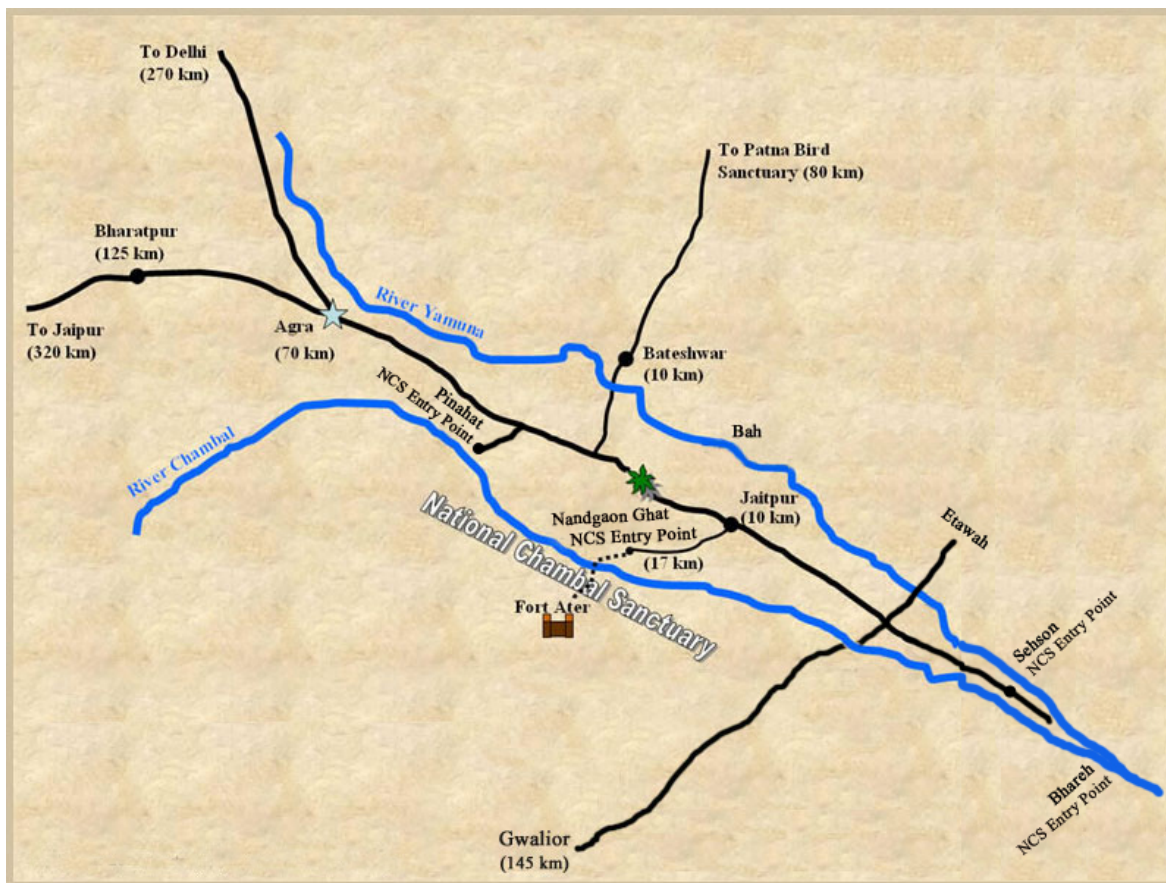 To Delhi
(270 km)
To Patna Bird
Sanctuary (80 km)
Bharatpur
(125 km)
River Yamuna
To Jaipur
(320 km)
Agra
(70 km)
Bateshwar
(10 km)
Pinahat
NCS Entry Point
Bah
River Chambal
National Chambal Sanctuary
Jaitpur
(10 km)
Nandgaon Ghat
NCS Entry Point
(17 km)
Etawah
Fort Ater
Sehson
NCS Entry Point
Bhareh
NCS Entry Point
Gwalior
(145 km)